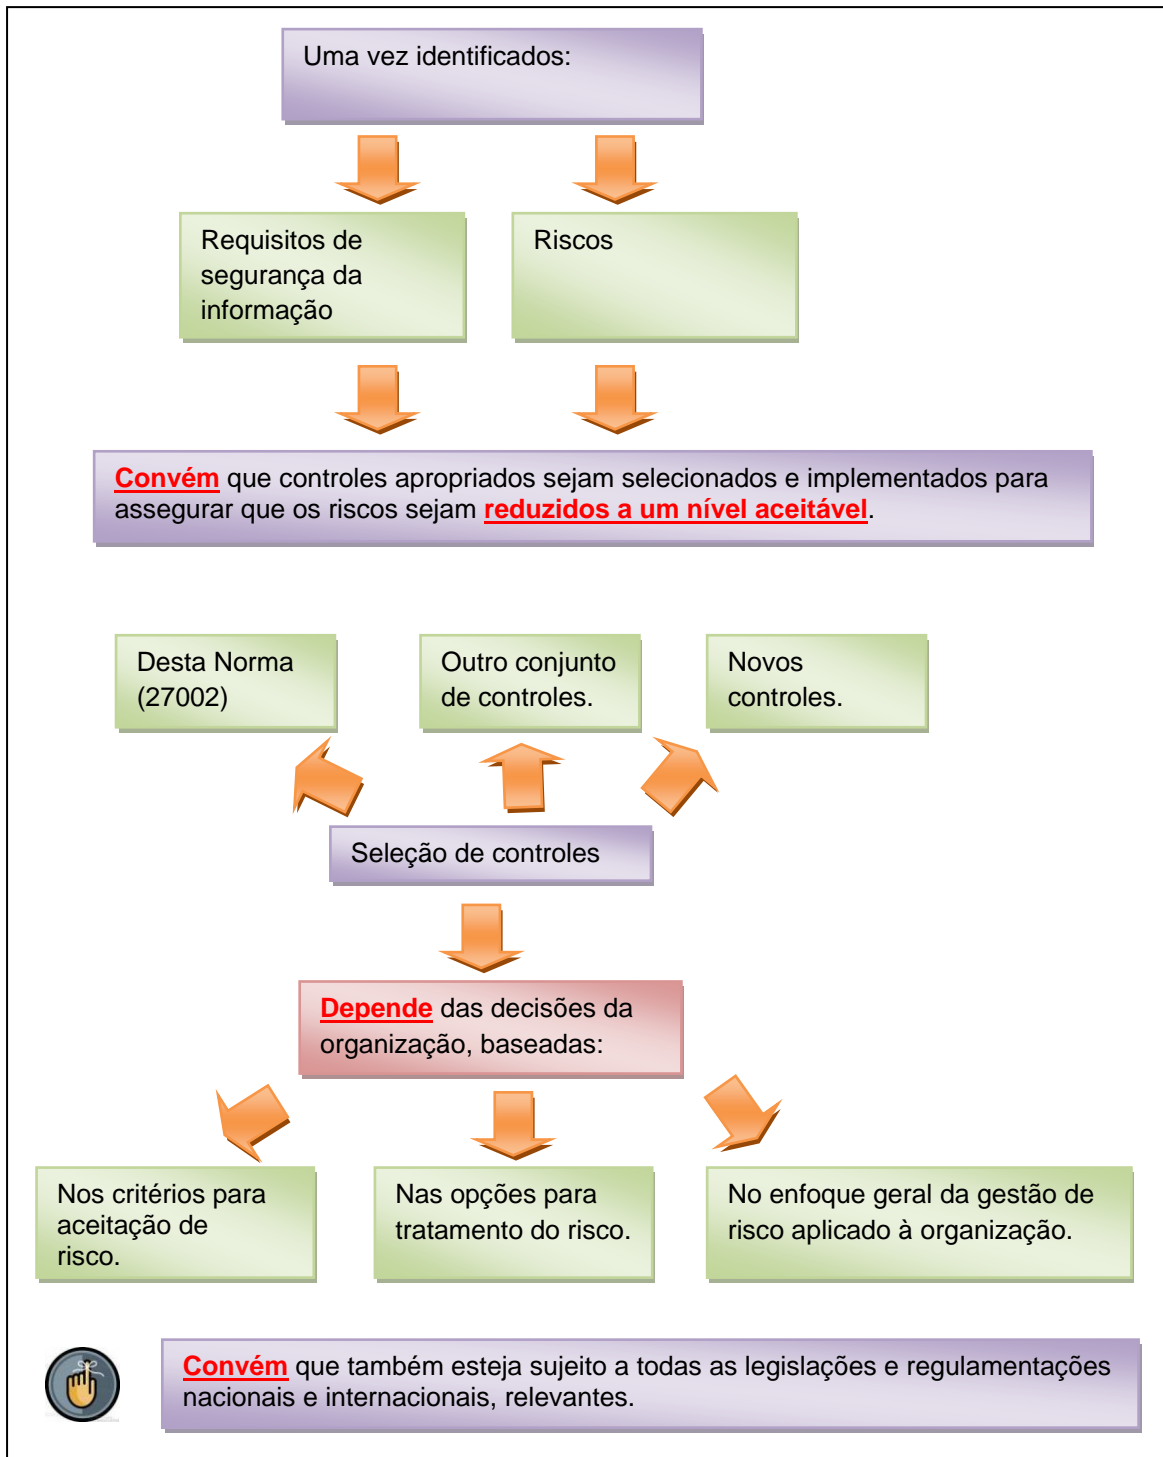 Uma vez identificados:
Requisitos de
segurança da
informação
Riscos
Convém que controles apropriados sejam selecionados e implementados para
assegurar que os riscos sejam reduzidos a um nível aceitável.
Desta Norma
(27002)
Outro conjunto
de controles.
Novos
controles.
Seleção de controles
Depende das decisões da
organização, baseadas:
Nos critérios para
aceitação de
risco.
Nas opções para
tratamento do risco.
No enfoque geral da gestão de
risco aplicado à organização.
Convém que também esteja sujeito a todas as legislações e regulamentações
nacionais e internacionais, relevantes.